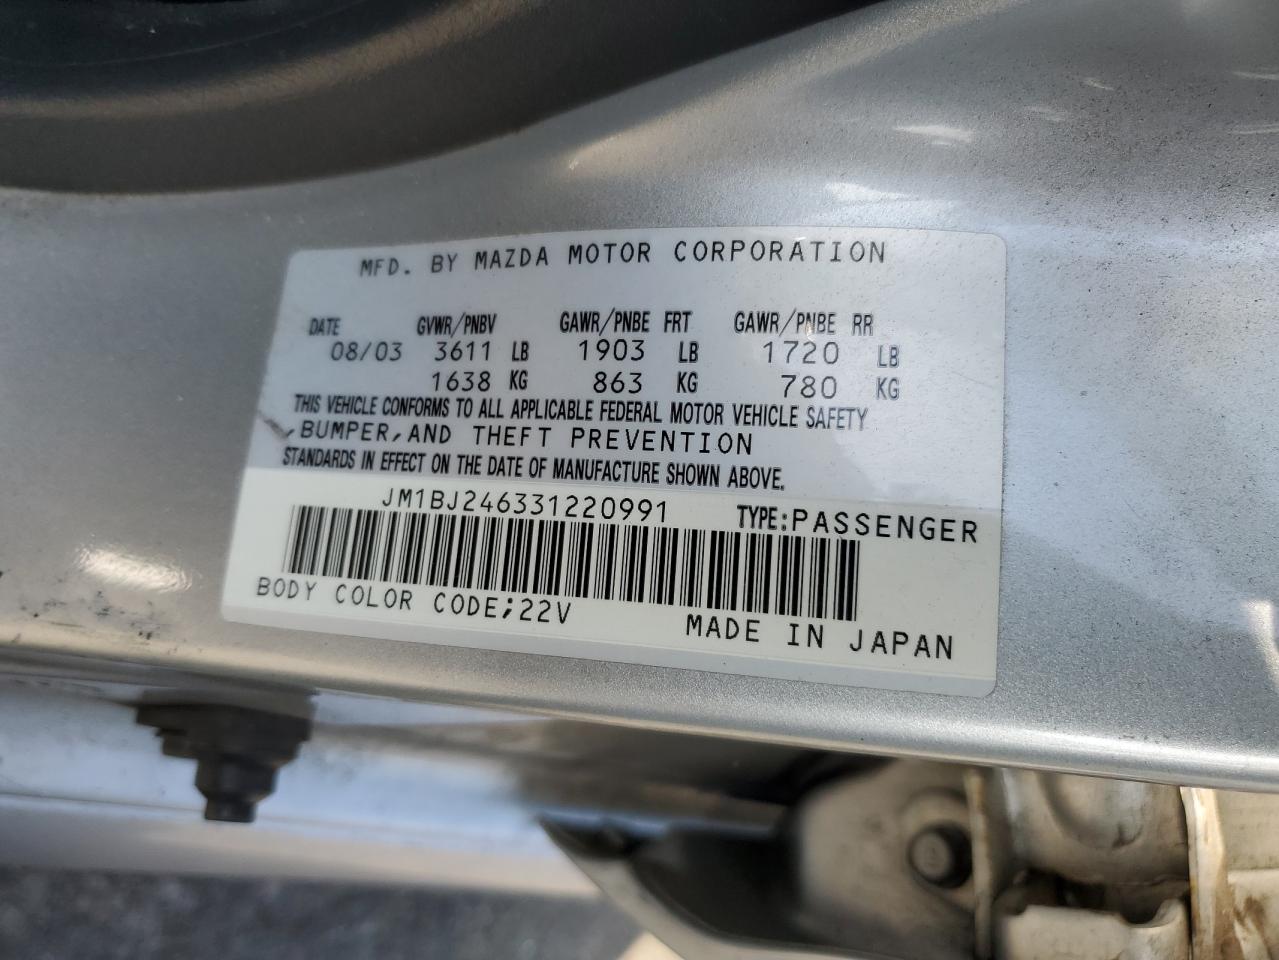 MFD. BY MAZDA MOTOR CORPORATION
DATE GVWR/PNBV GAWR/PNBE FRT GAWR/PNBE RR
08/03 3611 LB 1903 LB 1720 LB
1638 KG 863 KG 780 KG
THIS VEHICLE CONFORMS TO ALL APPLICABLE FEDERAL MOTOR VEHICLE SAFETY
,BUMPER,AND THEFT PREVENTION
STANDARDS IN EFFECT ON THE DATE OF MANUFACTURE SHOWN ABOVE.
JM1BJ246331220991 TYPE:PASSENGER
BODY COLOR CODE;22V MADE IN JAPAN